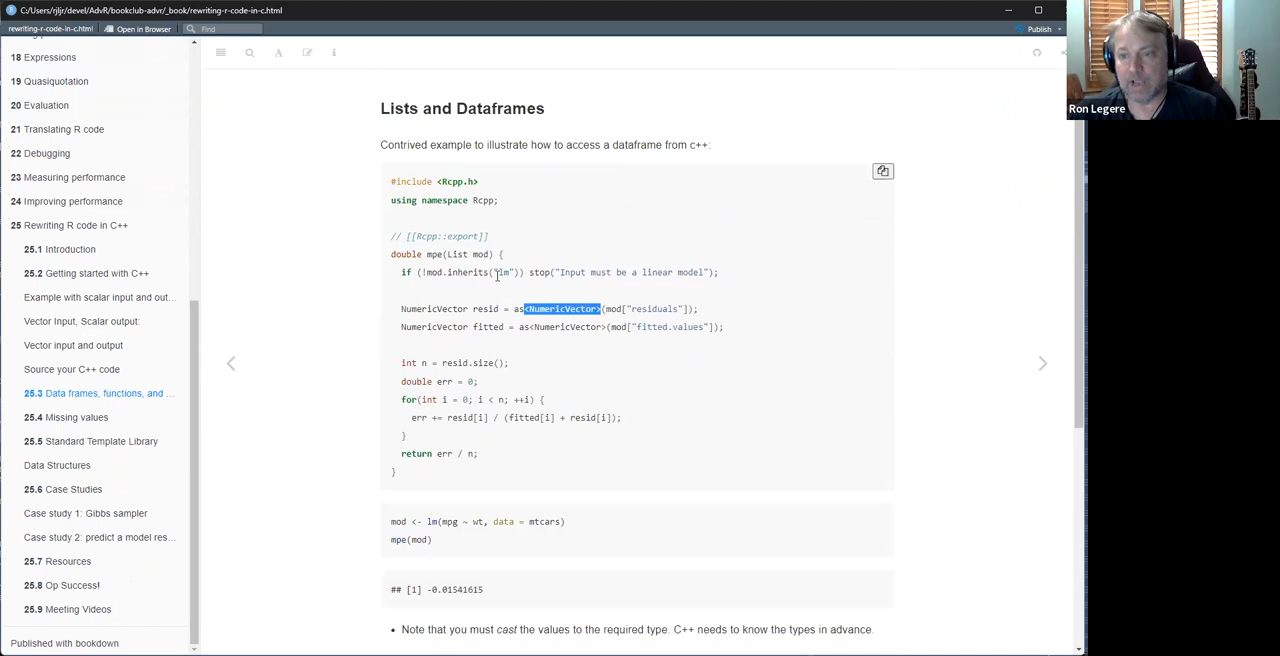 C:/Users/rjljr/devel/AdvR/bookclub-advr/_book/rewriting-r-code-in-c.html
rewriting-r-code-in-c.html
Open in Browser
Find
Publish
18 Expressions
19 Quasiquotation
20 Evaluation
21 Translating R code
22 Debugging
23 Measuring performance
24 Improving performance
25 Rewriting R code in C++
25.1 Introduction
25.2 Getting started with C++
Example with scalar input and out...
Vector Input, Scalar output:
Vector input and output
Source your C++ code
25.3 Data frames, functions, and ...
25.4 Missing values
25.5 Standard Template Library
Data Structures
25.6 Case Studies
Case study 1: Gibbs sampler
Case study 2: predict a model res...
25.7 Resources
25.8 Op Success!
25.9 Meeting Videos
Published with bookdown
Lists and Dataframes
Contrived example to illustrate how to access a dataframe from c++:
#include <Rcpp.h>
using namespace Rcpp;
// [[Rcpp::export]]
double mpe(List mod) {
if (!mod.inherits("lm")) stop("Input must be a linear model");
NumericVector resid = as<NumericVector>(mod["residuals"]);
NumericVector fitted = as<NumericVector>(mod["fitted.values"]);
int n = resid.size();
double err = 0;
for(int i = 0; i < n; ++i) {
err += resid[i] / (fitted[i] + resid[i]);
}
return err / n;
}
mod <- lm(mpg ~ wt, data = mtcars)
mpe(mod)
## [1] -0.01541615
• Note that you must cast the values to the required type. C++ needs to know the types in advance.
Ron Legere